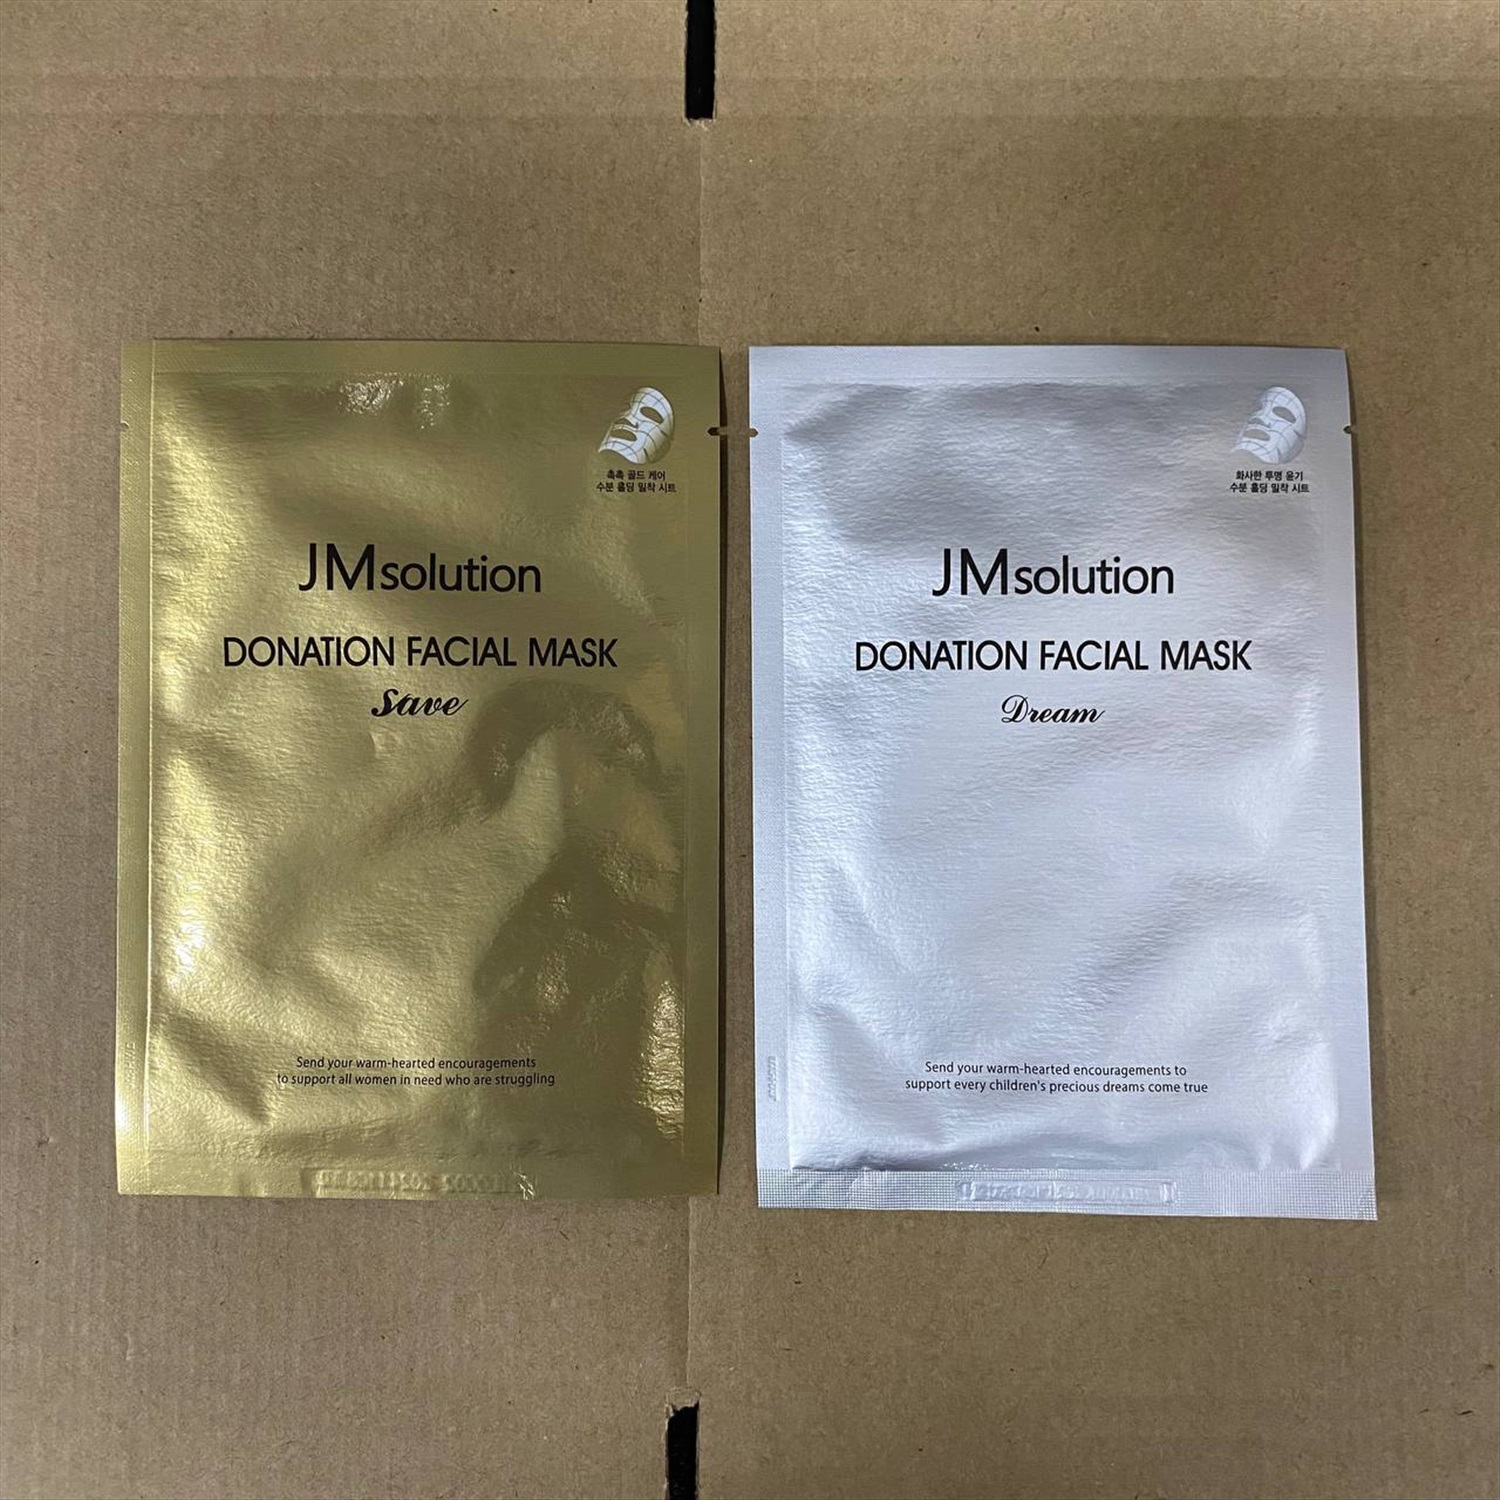 촉촉 골드 케어
수분 홀딩 밀착 시트
JMsolution
DONATION FACIAL MASK
Save
Send your warm-hearted encouragements
to support all women in need who are struggling
화사한 투명 윤기
수분 홀딩 밀착 시트
JMsolution
DONATION FACIAL MASK
Dream
Send your warm-hearted encouragements to
support every children's precious dreams come true